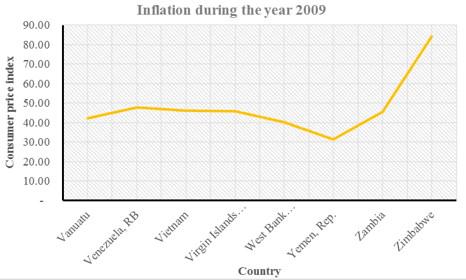 Inflation during the year 2009
Consumer price index
90.00
80.00
70.00
60.00
50.00
40.00
30.00
20.00
10.00
-
Vanuatu
Venezuela, RB
Vietnam
Virgin Islands…
West Bank…
Yemen, Rep.
Zambia
Zimbabwe
Country